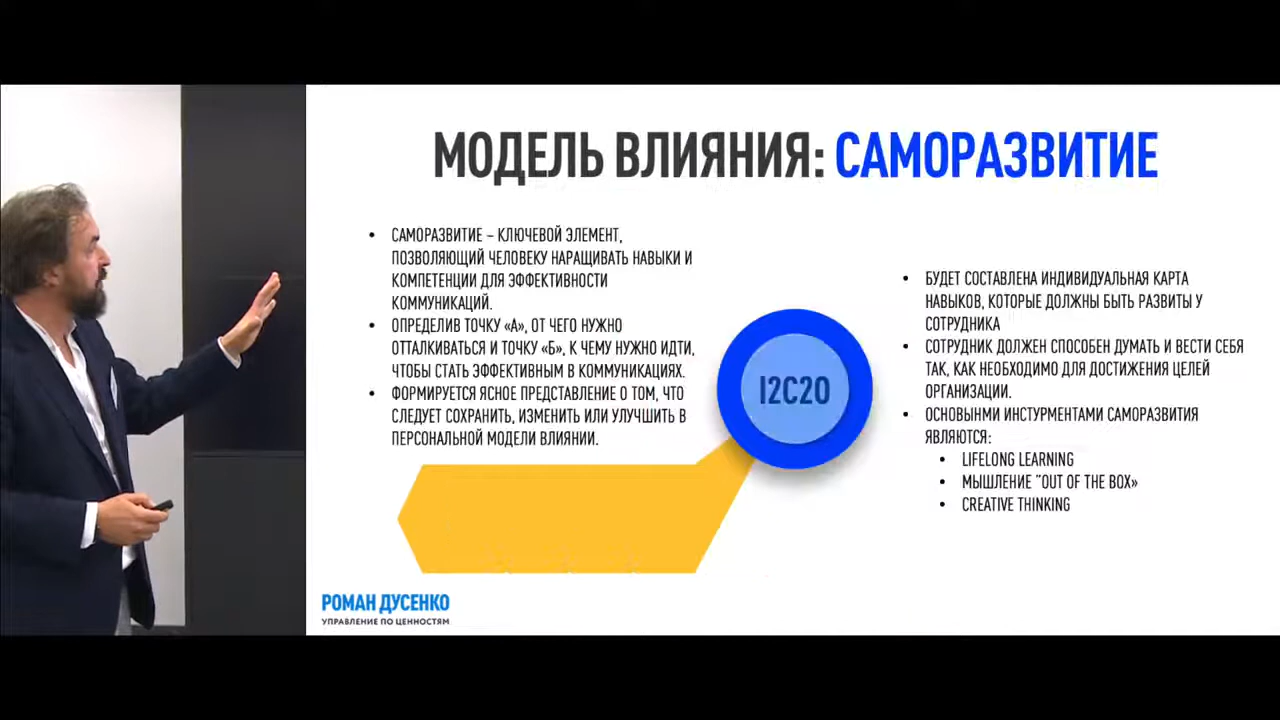 МОДЕЛЬ ВЛИЯНИЯ: САМОРАЗВИТИЕ
• САМОРАЗВИТИЕ – КЛЮЧЕВОЙ ЭЛЕМЕНТ,
ПОЗВОЛЯЮЩИЙ ЧЕЛОВЕКУ НАРАЩИВАТЬ НАВЫКИ И
КОМПЕТЕНЦИИ ДЛЯ ЭФФЕКТИВНОСТИ
КОММУНИКАЦИЙ.
• ОПРЕДЕЛИВ ТОЧКУ «А», ОТ ЧЕГО НУЖНО
ОТТАЛКИВАТЬСЯ И ТОЧКУ «Б», К ЧЕМУ НУЖНО ИДТИ,
ЧТОБЫ СТАТЬ ЭФФЕКТИВНЫМ В КОММУНИКАЦИЯХ.
• ФОРМИРУЕТСЯ ЯСНОЕ ПРЕДСТАВЛЕНИЕ О ТОМ, ЧТО
СЛЕДУЕТ СОХРАНИТЬ, ИЗМЕНИТЬ ИЛИ УЛУЧШИТЬ В
ПЕРСОНАЛЬНОЙ МОДЕЛИ ВЛИЯНИИ.
I2C2O
• БУДЕТ СОСТАВЛЕНА ИНДИВИДУАЛЬНАЯ КАРТА
НАВЫКОВ, КОТОРЫЕ ДОЛЖНЫ БЫТЬ РАЗВИТЫ У
СОТРУДНИКА
• СОТРУДНИК ДОЛЖЕН СПОСОБЕН ДУМАТЬ И ВЕСТИ СЕБЯ
ТАК, КАК НЕОБХОДИМО ДЛЯ ДОСТИЖЕНИЯ ЦЕЛЕЙ
ОРГАНИЗАЦИИ.
• ОСНОВЫНМИ ИНСТУРМЕНТАМИ САМОРАЗВИТИЯ
ЯВЛЯЮТСЯ:
• LIFELONG LEARNING
• МЫШЛЕНИЕ "OUT OF THE BOX»
• CREATIVE THINKING
РОМАН ДУСЕНКО
УПРАВЛЕНИЕ ПО ЦЕННОСТЯМ